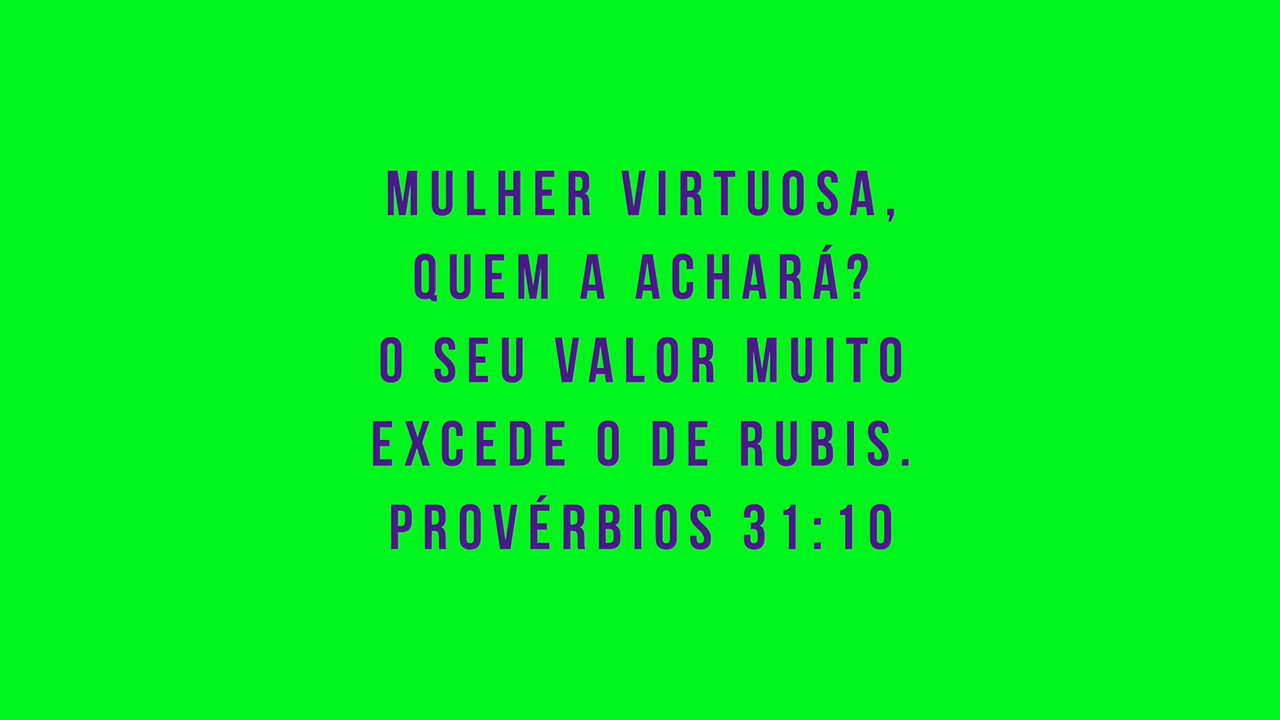 MULHER VIRTUOSA,
QUEM A ACHARÁ?
O SEU VALOR MUITO
EXCEDE O DE RUBIS.
PROVÉRBIOS 31:10